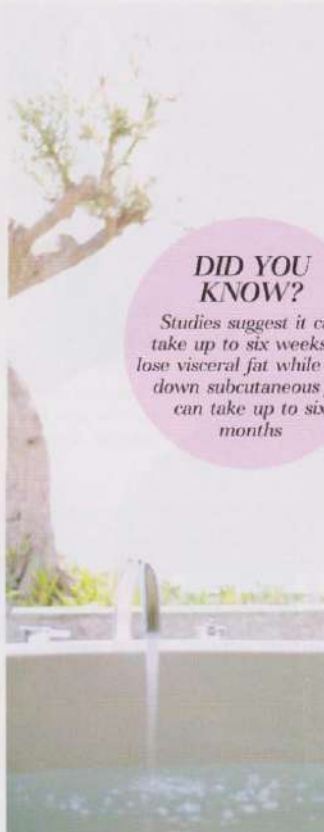 DID YOU
KNOW?
Studies suggest it
take up to six weeks
lose visceral fat while
down subcutaneous
can take up to six
months